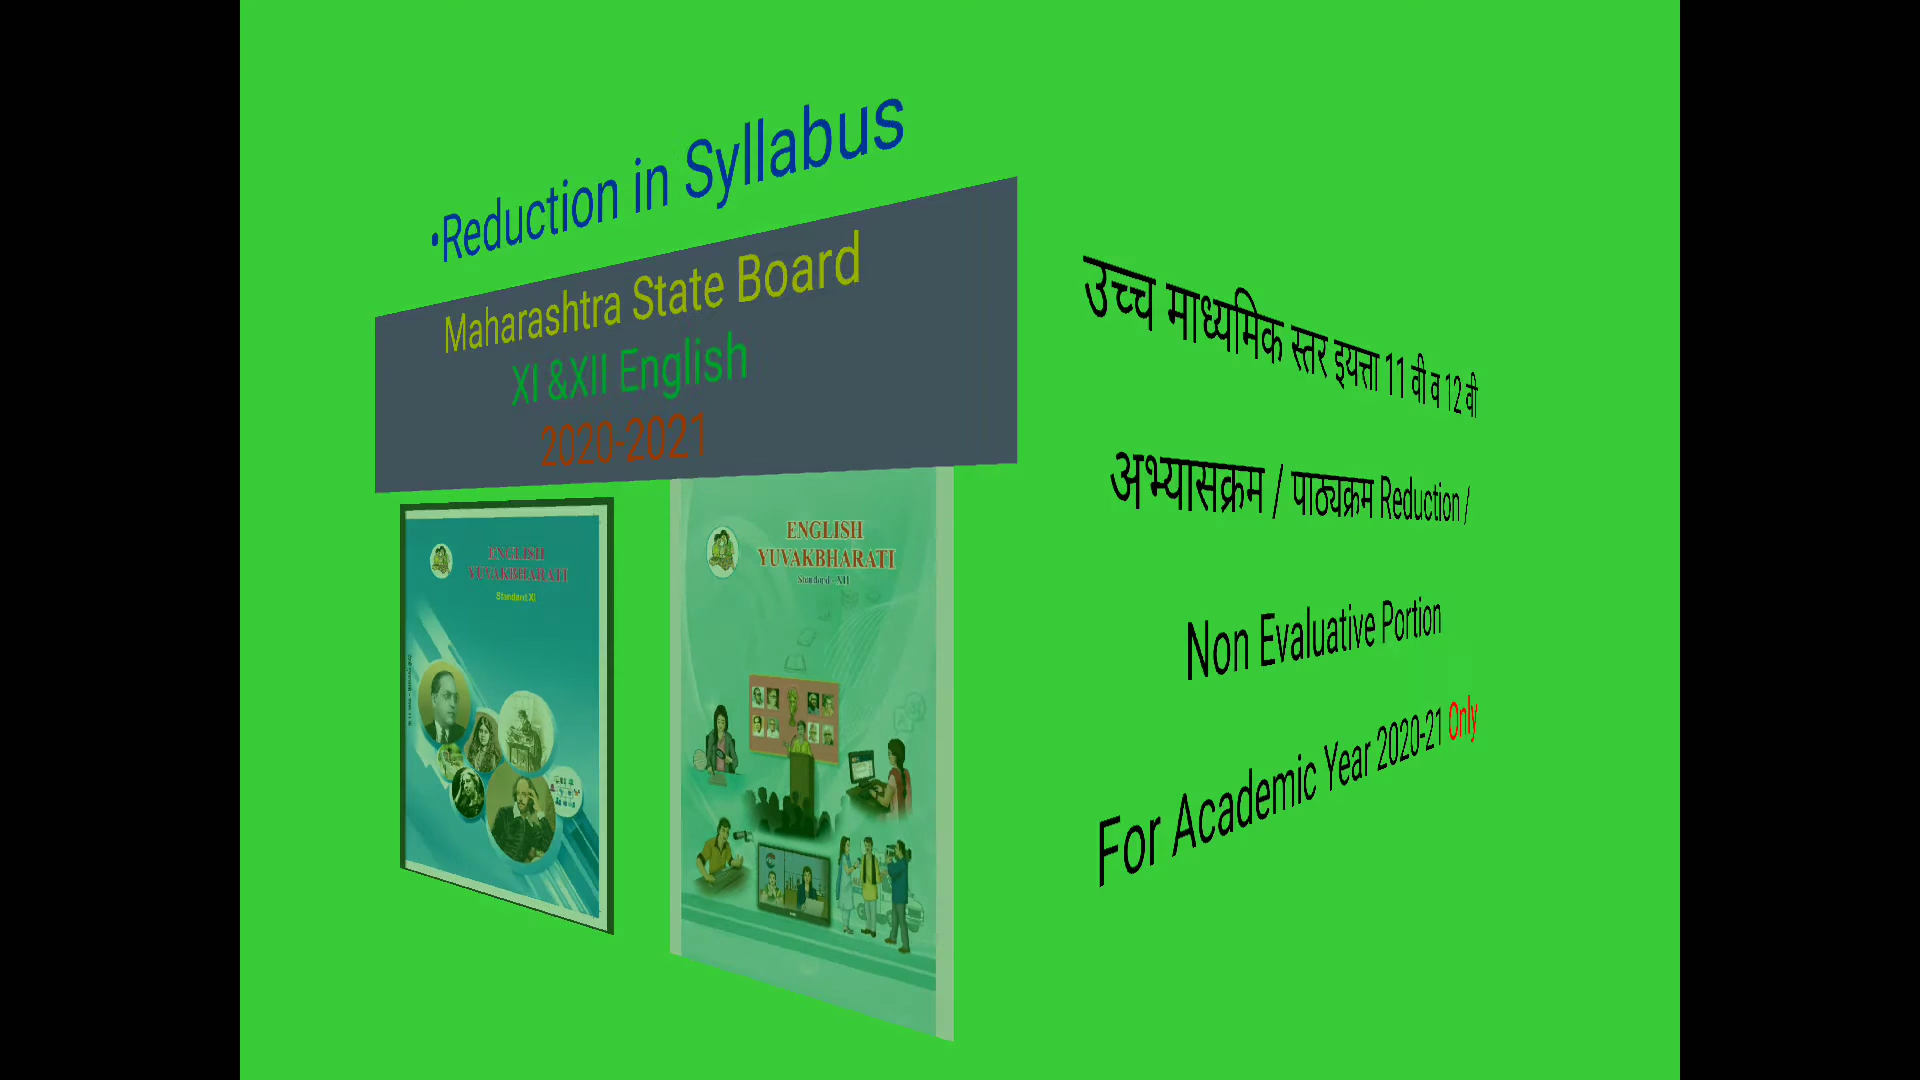 •Reduction in Syllabus
Maharashtra State Board
XI &XII English
2020-2021
ENGLISH
YUVAKBHARATI
Standard XI
ENGLISH
YUVAKBHARATI
Standard - XII
उच्च माध्यमिक स्तर इयत्ता 11 वी व 12 वी
अभ्यासक्रम / पाठ्यक्रम Reduction /
Non Evaluative Portion
For Academic Year 2020-21 Only